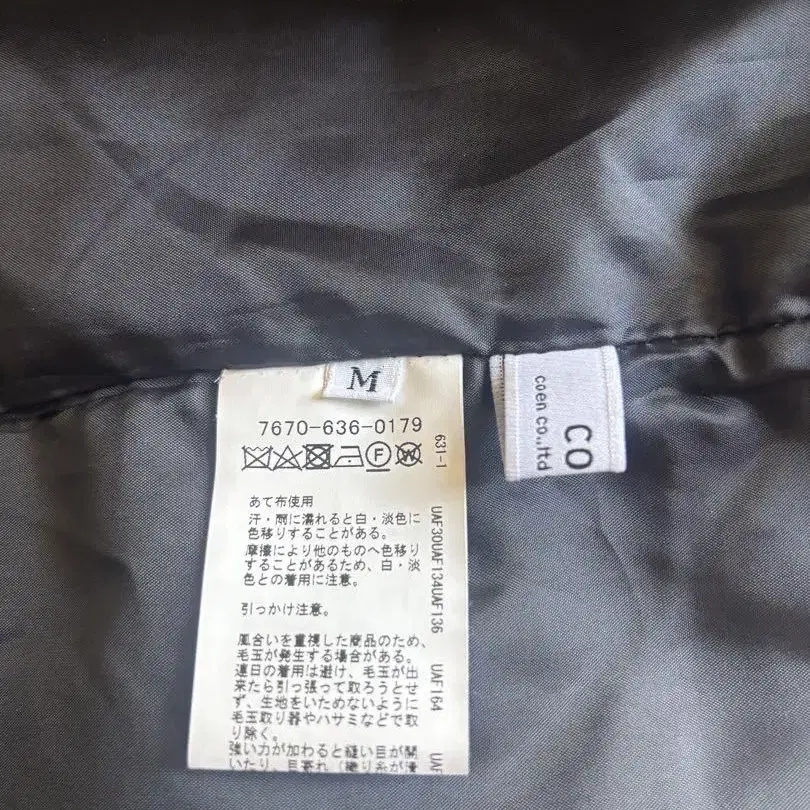 M
7670-636-0179
631-1
あて布使用
汗・雨に濡れると白・淡色に
色移りすることがある。
摩擦により他のものへ色移り
することがあるため、白・淡
色との着用に注意。
引っかけ注意。
風合いを重視した商品のため、
毛玉が発生する場合がある。
連日の着用は避け、毛玉が出
来たら引っ張って取ろうとせ
ず、生地をいためないように
毛玉取り器やハサミなどで取
り除く。
強い力が加わると縫い目が開
いたり、目寄れ
UAF30UAF134UAF136 UAF164
CO
coen co.,ltd